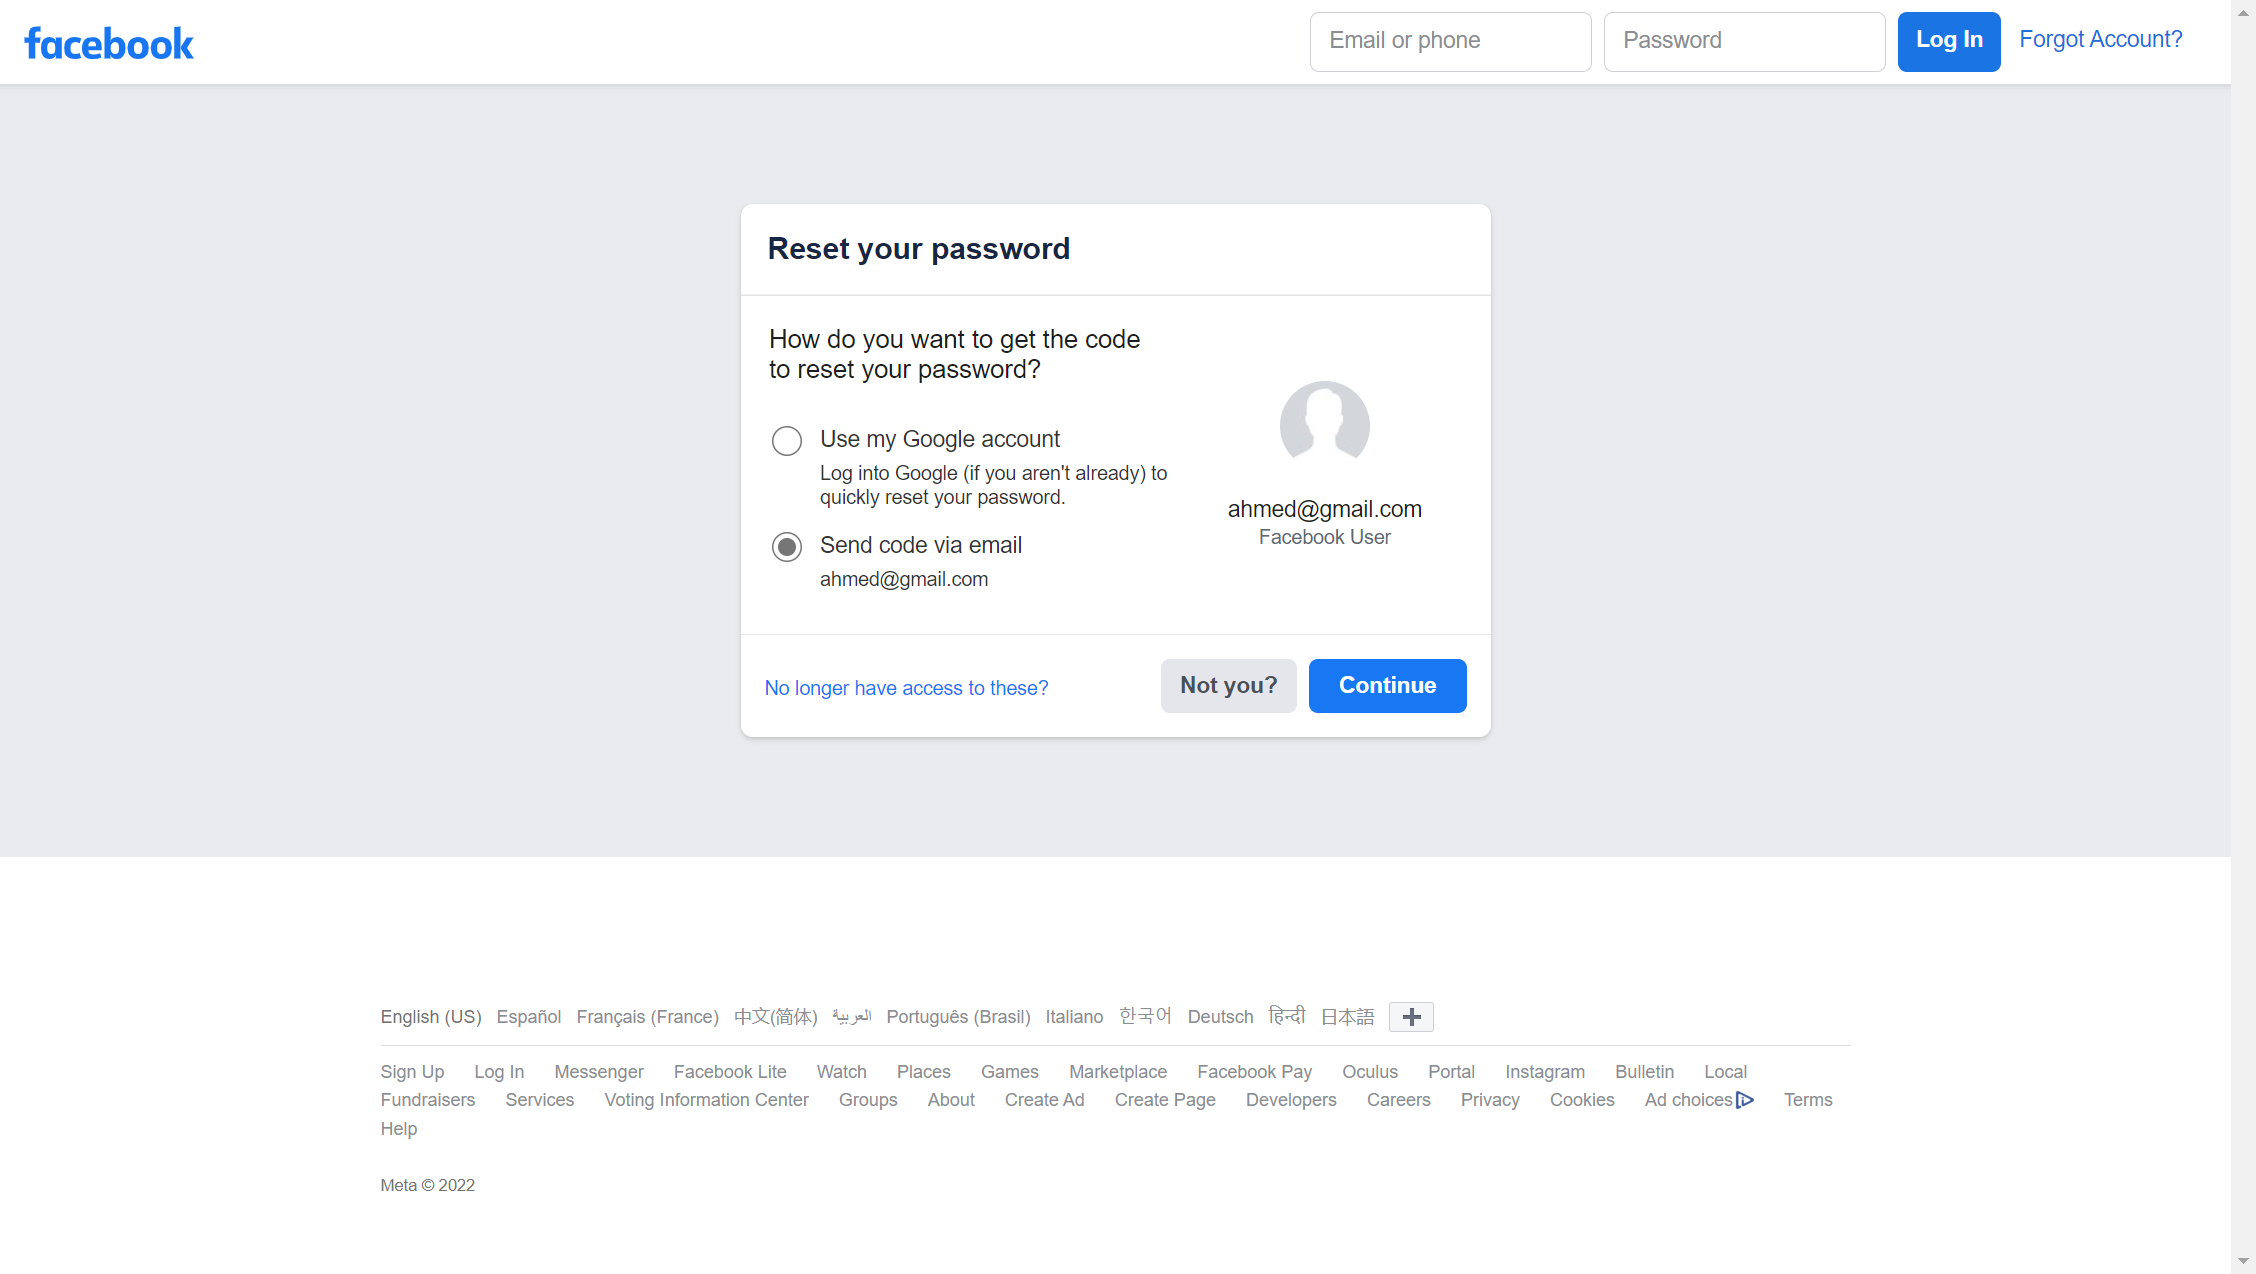 facebook
Email or phone
Password
Log In
Forgot Account?
Reset your password
How do you want to get the code
to reset your password?
Use my Google account
Log into Google (if you aren't already) to
quickly reset your password.
Send code via email
ahmed@gmail.com
ahmed@gmail.com
Facebook User
No longer have access to these?
Not you?
Continue
English (US) Español Français (France) 中文(简体) العربية Português (Brasil) Italiano 한국어 Deutsch हिन्दी 日本語
Sign Up Log In Messenger Facebook Lite Watch Places Games Marketplace Facebook Pay Oculus Portal Instagram Bulletin Local
Fundraisers Services Voting Information Center Groups About Create Ad Create Page Developers Careers Privacy Cookies Ad choices Terms
Help
Meta © 2022